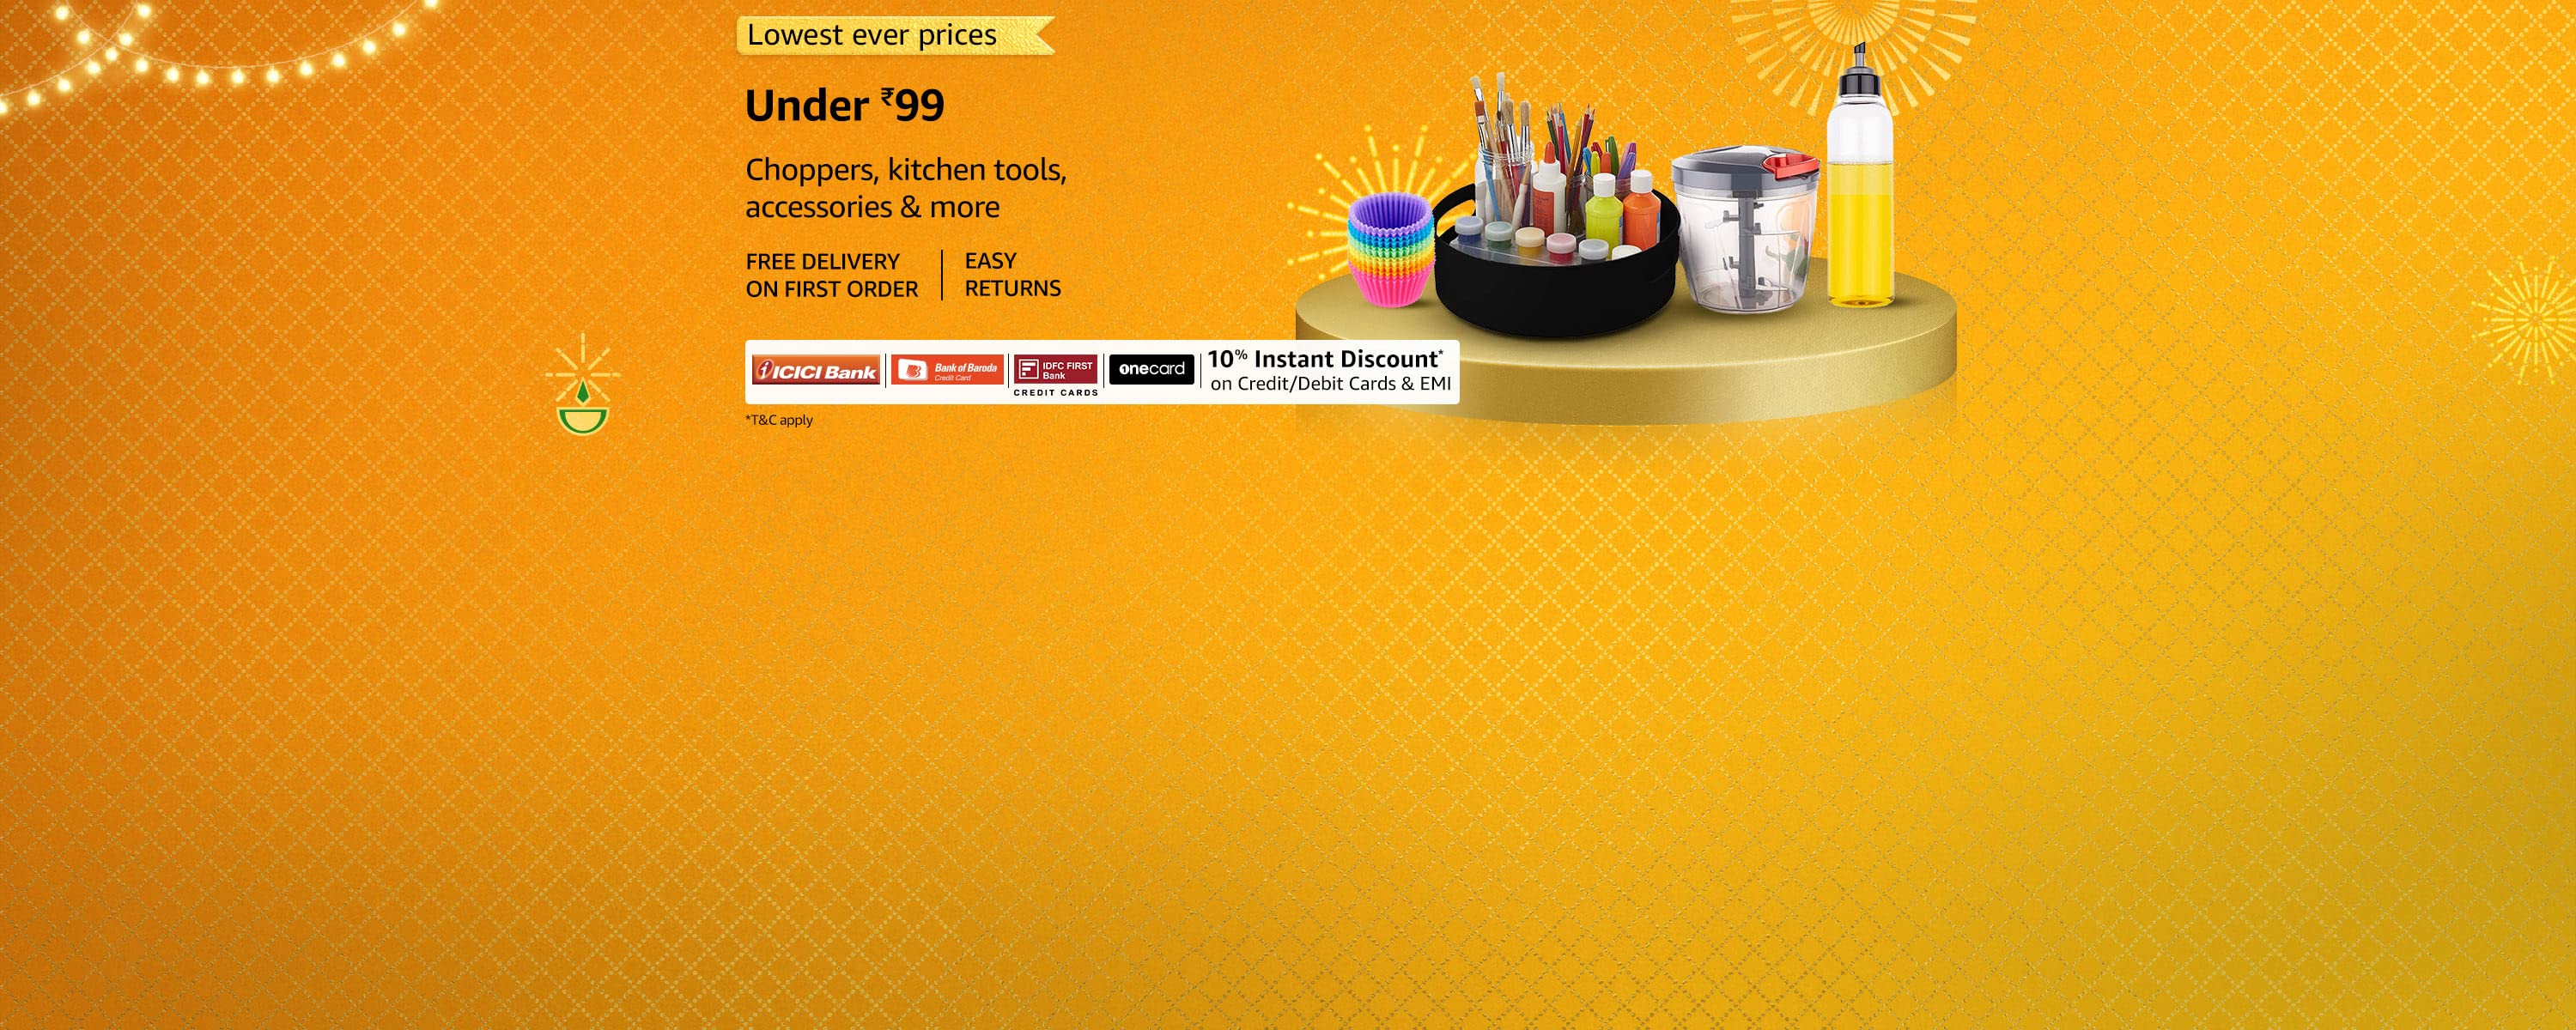 Lowest ever prices
Under ₹99
Choppers, kitchen tools,
accessories & more
FREE DELIVERY
ON FIRST ORDER
EASY
RETURNS
ICICI Bank
Bank of Baroda
Credit Card
IDFC FIRST
Bank
CREDIT CARDS
onecard
10% Instant Discount*
on Credit/Debit Cards & EMI
*T&C apply